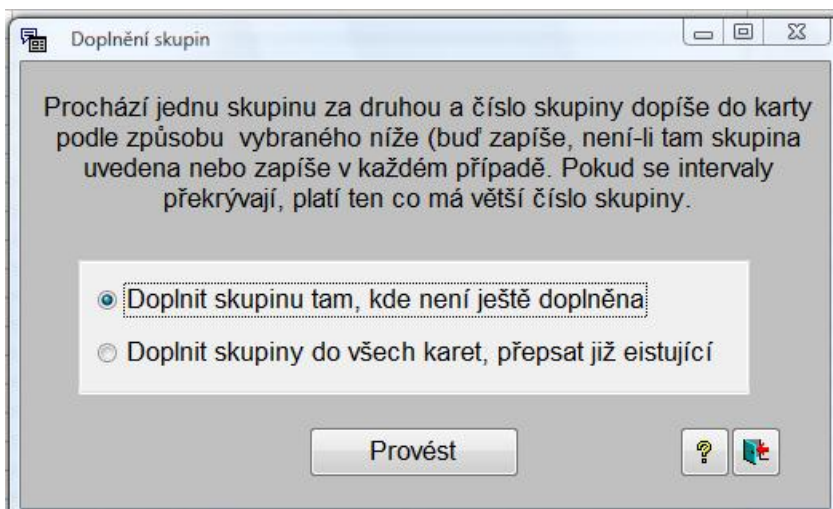 Doplnění skupin
Prochází jednu skupinu za druhou a číslo skupiny dopíše do karty
podle způsobu  vybraného níže (buď zapíše, není-li tam skupina
uvedena nebo zapíše v každém případě. Pokud se intervaly
překrývají, platí ten co má větší číslo skupiny.
Doplnit skupinu tam, kde není ještě doplněna
Doplnit skupiny do všech karet, přepsat již eistující
Provést
?